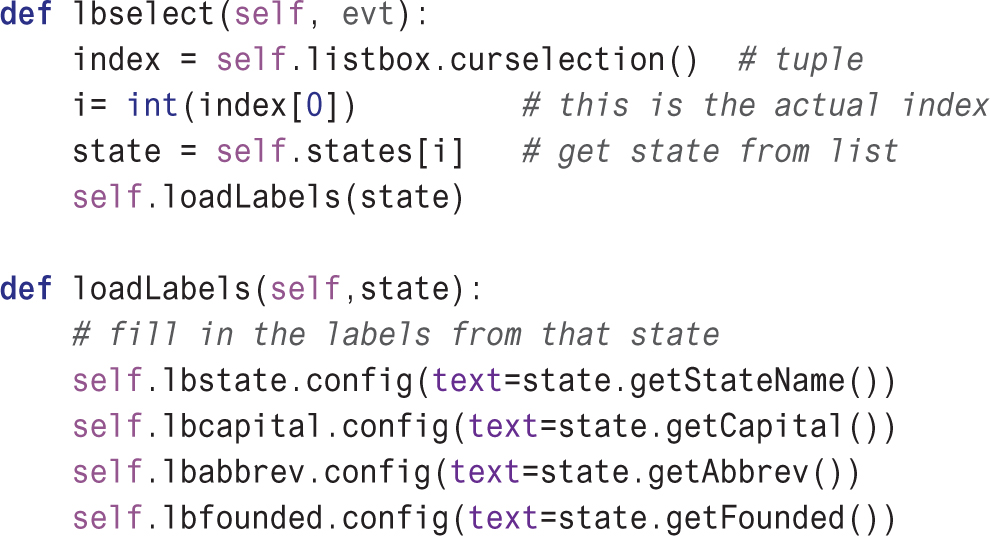 def lbselect(self, evt):
    index = self.listbox.curselection()  # tuple
    i= int(index[0])         # this is the actual index
    state = self.states[i]   # get state from list
    self.loadLabels(state)

def loadLabels(self,state):
    # fill in the labels from that state
    self.lbstate.config(text=state.getStateName())
    self.lbcapital.config(text=state.getCapital())
    self.lbabbrev.config(text=state.getAbbrev())
    self.lbfounded.config(text=state.getFounded())